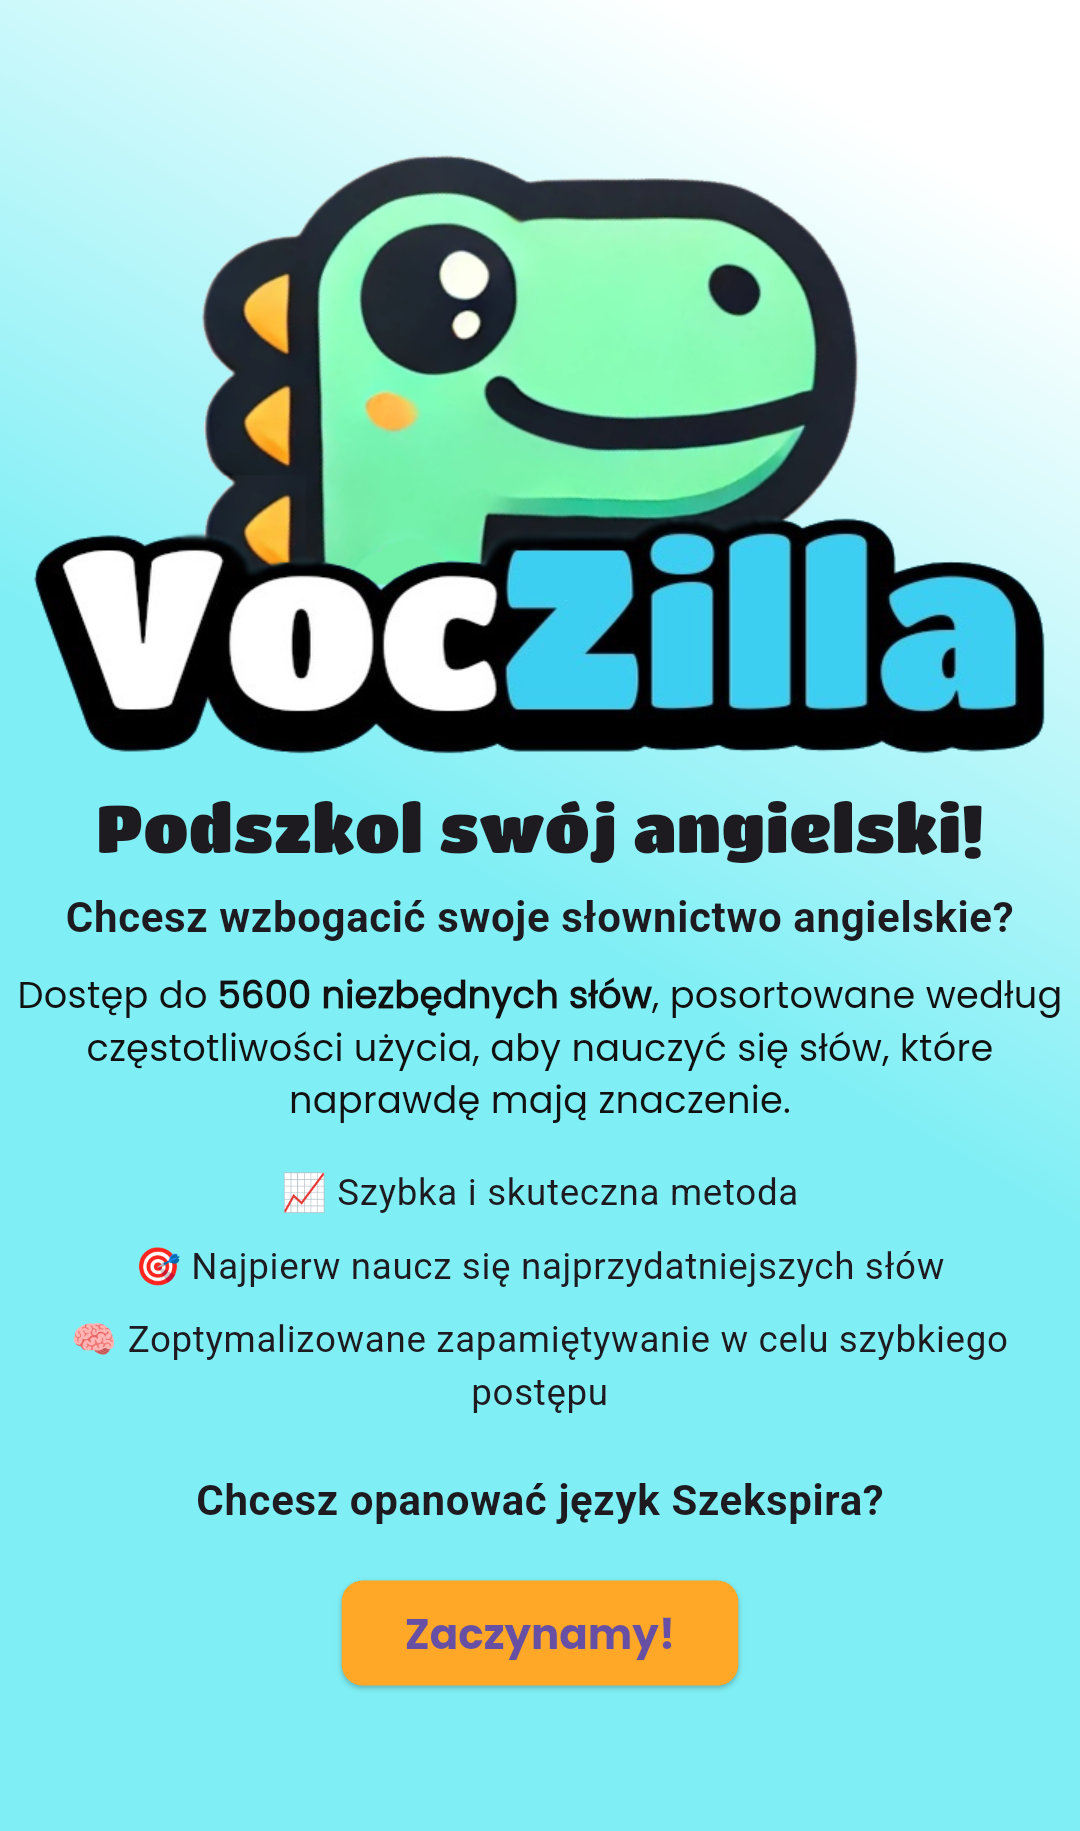 VocZilla
Podszkol swój angielski!
Chcesz wzbogacić swoje słownictwo angielskie?
Dostęp do 5600 niezbędnych słów, posortowane według
częstotliwości użycia, aby nauczyć się słów, które
naprawdę mają znaczenie.
📈 Szybka i skuteczna metoda
🎯 Najpierw naucz się najprzydatniejszych słów
🧠 Zoptymalizowane zapamiętywanie w celu szybkiego
postępu
Chcesz opanować język Szekspira?
Zaczynamy!